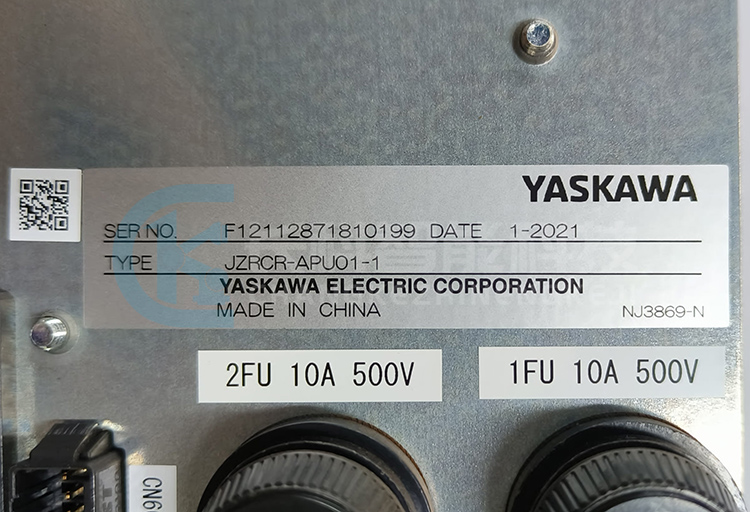 YASKAWA
SER NO. F12112871810199 DATE 1-2021
TYPE JZRCR-APU01-1
YASKAWA ELECTRIC CORPORATION
MADE IN CHINA NJ3869-N
2FU 10A 500V 1FU 10A 500V